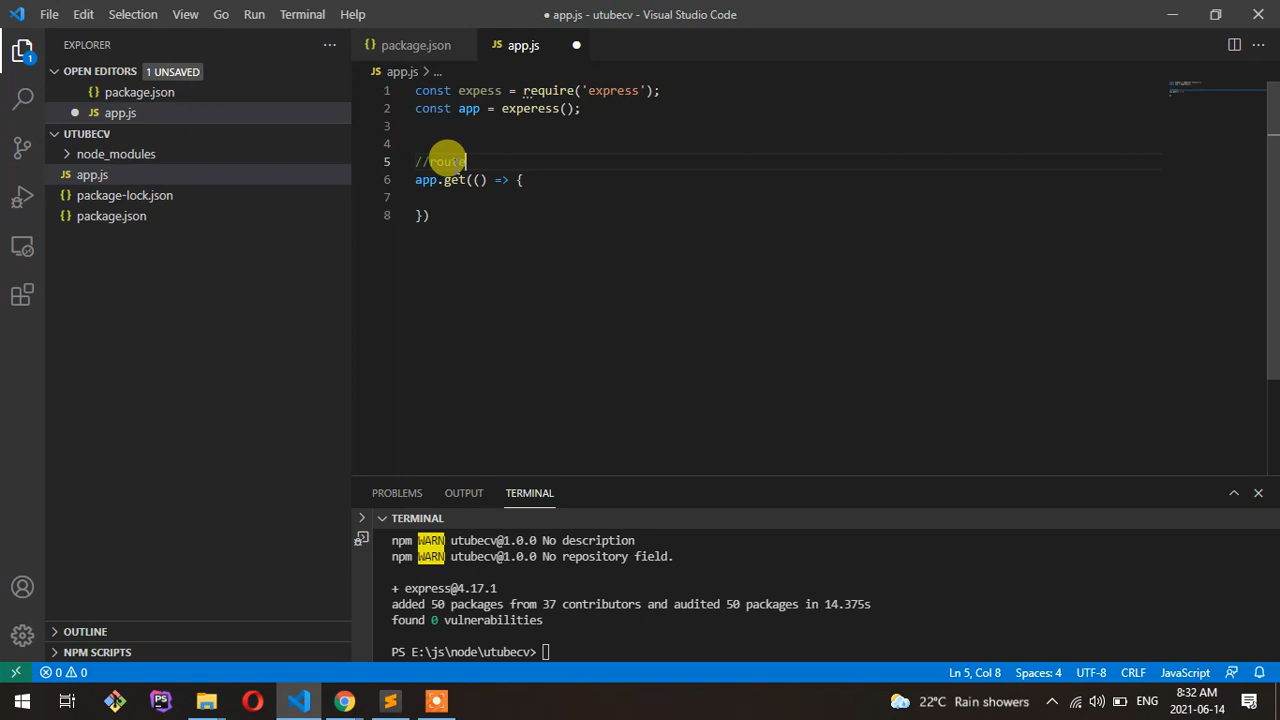 File Edit Selection View Go Run Terminal Help
● app.js - utubecv - Visual Studio Code
EXPLORER
OPEN EDITORS 1 UNSAVED
{} package.json
● JS app.js
UTUBECV
node_modules
JS app.js
{} package-lock.json
{} package.json
OUTLINE
NPM SCRIPTS
1
{} package.json
JS app.js ●
JS app.js > ...
1 const expess = require('express');
2 const app = experess();
3
4
5 //route
6 app.get(() => {
7
8 })
PROBLEMS OUTPUT TERMINAL
TERMINAL
npm WARN utubecv@1.0.0 No description
npm WARN utubecv@1.0.0 No repository field.
+ express@4.17.1
added 50 packages from 37 contributors and audited 50 packages in 14.375s
found 0 vulnerabilities
PS E:\js\node\utubecv>
0 0
Ln 5, Col 8 Spaces: 4 UTF-8 CRLF JavaScript
PS
22°C Rain showers
ENG
8:32 AM
2021-06-14